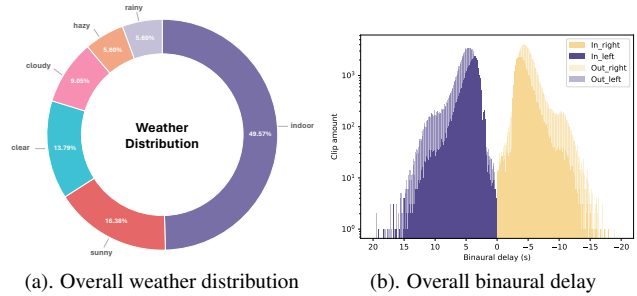 rainy
5.60%
hazy
5.60%
cloudy
9.05%
clear
13.79%
sunny
16.38%
indoor
49.57%
Weather
Distribution
(a). Overall weather distribution
Clip amount
10³
10²
10¹
10⁰
In_right
In_left
Out_right
Out_left
20 15 10 5 0 −5 −10 −15 −20
Binaural delay (s)
(b). Overall binaural delay